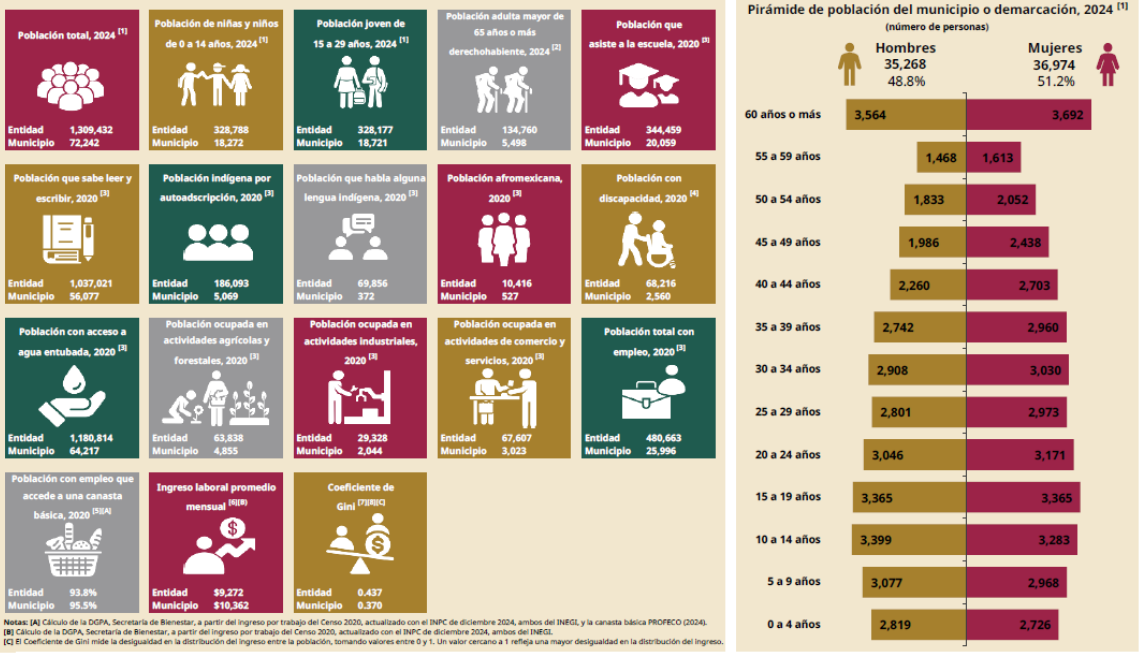 Población total, 2024 [1]
Entidad 1,309,432
Municipio 72,242
Población de niñas y niños
de 0 a 14 años, 2024 [1]
Entidad 328,788
Municipio 18,272
Población joven de
15 a 29 años, 2024 [1]
Entidad 328,177
Municipio 18,721
Población adulta mayor de
65 años o más
derechohabiente, 2024 [2]
Entidad 134,760
Municipio 5,498
Población que
asiste a la escuela, 2020 [3]
Entidad 344,459
Municipio 20,059
Población que sabe leer y
escribir, 2020 [3]
Entidad 1,037,021
Municipio 56,077
Población indígena por
autoadscripción, 2020 [3]
Entidad 186,093
Municipio 5,069
Población que habla alguna
lengua indígena, 2020 [3]
Entidad 69,856
Municipio 372
Población afromexicana,
2020 [3]
Entidad 10,416
Municipio 527
Población con
discapacidad, 2020 [4]
Entidad 68,216
Municipio 2,560
Población con acceso a
agua entubada, 2020 [3]
Entidad 1,180,814
Municipio 64,217
Población ocupada en
actividades agrícolas y
forestales, 2020 [3]
Entidad 63,838
Municipio 4,855
Población ocupada en
actividades industriales,
2020 [3]
Entidad 29,328
Municipio 2,044
Población ocupada en
actividades de comercio y
servicios, 2020 [3]
Entidad 67,607
Municipio 3,023
Población total con
empleo, 2020 [3]
Entidad 480,663
Municipio 25,996
Población con empleo que
accede a una canasta
básica, 2020 [5][A]
Entidad 93.8%
Municipio 95.5%
Ingreso laboral promedio
mensual [6][B]
$
Entidad $9,272
Municipio $10,362
Coeficiente de
Gini [7][8][C]
$
Entidad 0.437
Municipio 0.370
Notas: [A] Cálculo de la DGPA, Secretaría de Bienestar, a partir del ingreso por trabajo del Censo 2020, actualizado con el INPC de diciembre 2024, ambos del INEGI, y la canasta básica PROFECO (2024).
[B] Cálculo de la DGPA, Secretaría de Bienestar, a partir del ingreso por trabajo del Censo 2020, actualizado con el INPC de diciembre 2024, ambos del INEGI.
[C] El Coeficiente de Gini mide la desigualdad en la distribución del ingreso entre la población, tomando valores entre 0 y 1. Un valor cercano a 1 refleja una mayor desigualdad en la distribución del ingreso.
Pirámide de población del municipio o demarcación, 2024 [1]
(número de personas)
Hombres Mujeres
35,268 36,974
48.8% 51.2%
60 años o más 3,564 3,692
55 a 59 años 1,468 1,613
50 a 54 años 1,833 2,052
45 a 49 años 1,986 2,438
40 a 44 años 2,260 2,703
35 a 39 años 2,742 2,960
30 a 34 años 2,908 3,030
25 a 29 años 2,801 2,973
20 a 24 años 3,046 3,171
15 a 19 años 3,365 3,365
10 a 14 años 3,399 3,283
5 a 9 años 3,077 2,968
0 a 4 años 2,819 2,726